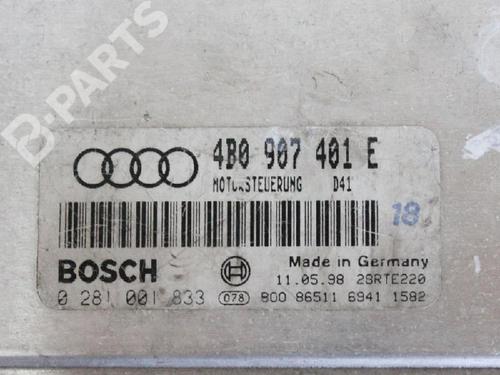 B-PARTS
4B0 907 401 E
MOTORSTEUERUNG D41
18
BOSCH
Made in Germany
11.05.98 28RTE220
0 281 001 833 078 800 86511 6941 1582